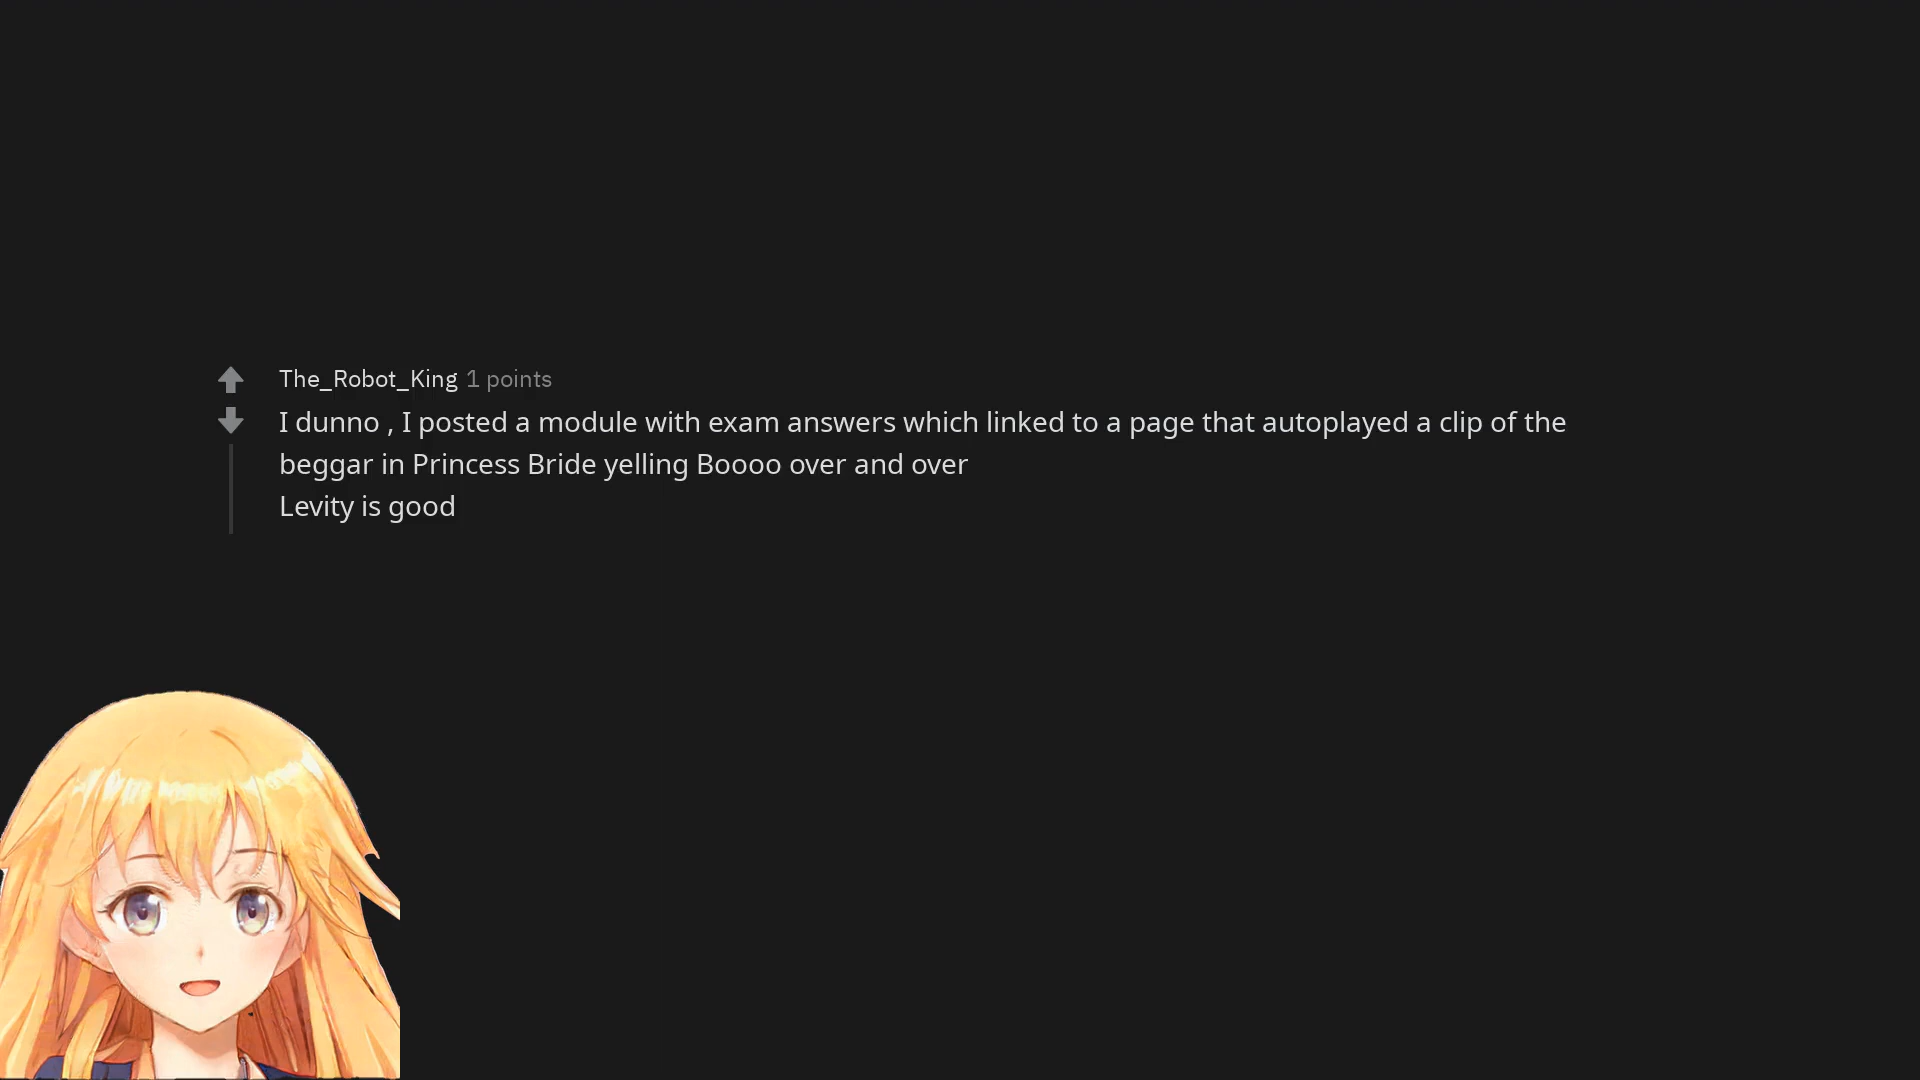 The_Robot_King 1 points
I dunno , I posted a module with exam answers which linked to a page that autoplayed a clip of the
beggar in Princess Bride yelling Boooo over and over
Levity is good